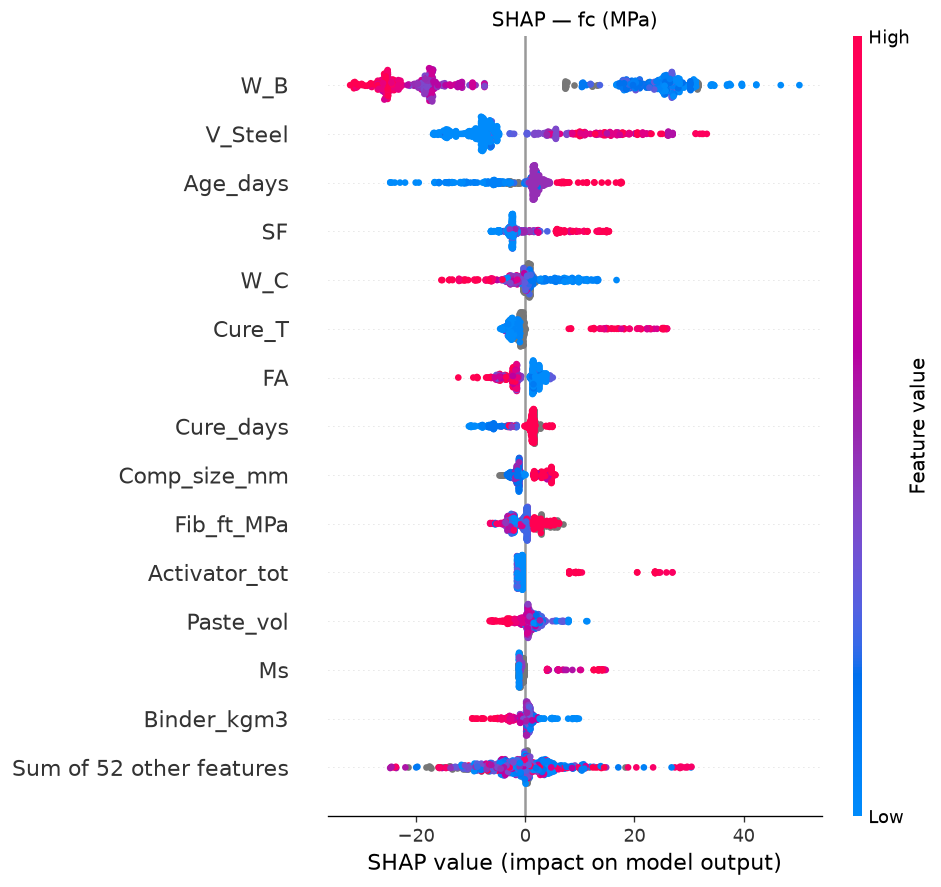 SHAP — fc (MPa)
High
W_B
V_Steel
Age_days
SF
W_C
Cure_T
FA
Cure_days
Comp_size_mm
Fib_ft_MPa
Activator_tot
Paste_vol
Ms
Binder_kgm3
Sum of 52 other features
Feature value
Low
−20 0 20 40
SHAP value (impact on model output)